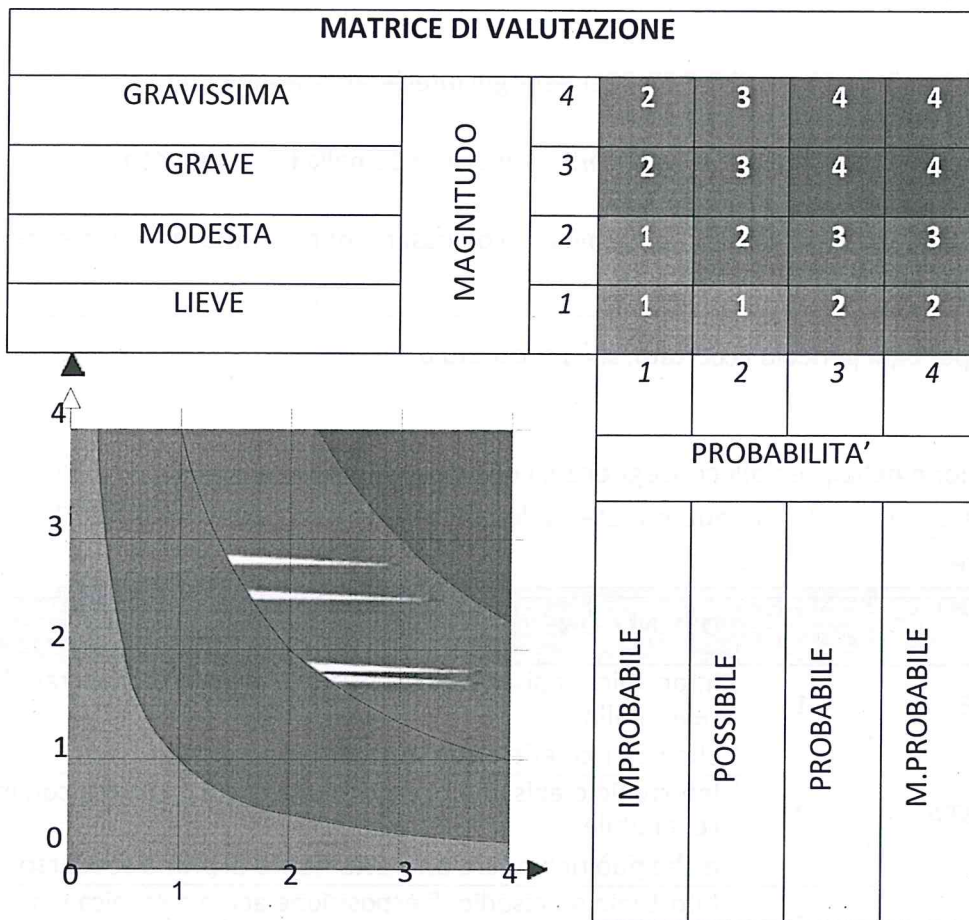 MATRICE DI VALUTAZIONE
GRAVISSIMA
MAGNITUDO
4 2 3 4 4
GRAVE
3 2 3 4 4
MODESTA
2 1 2 3 3
LIEVE
1 1 1 2 2
1 2 3 4
PROBABILITA’
IMPROBABILE
POSSIBILE
PROBABILE
M.PROBABILE
4
3
2
1
0
0 1 2 3 4